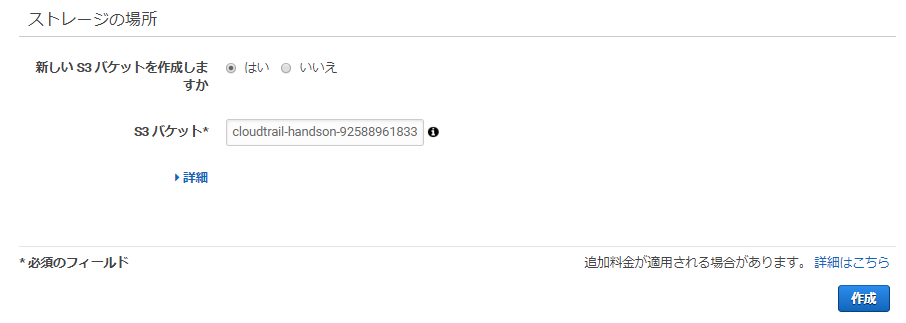 ストレージの場所
新しい S3 バケットを作成しま
すか
はい
いいえ
S3 バケット*
cloudtrail-handson-92588961833
詳細
* 必須のフィールド
追加料金が適用される場合があります。 詳細はこちら
作成